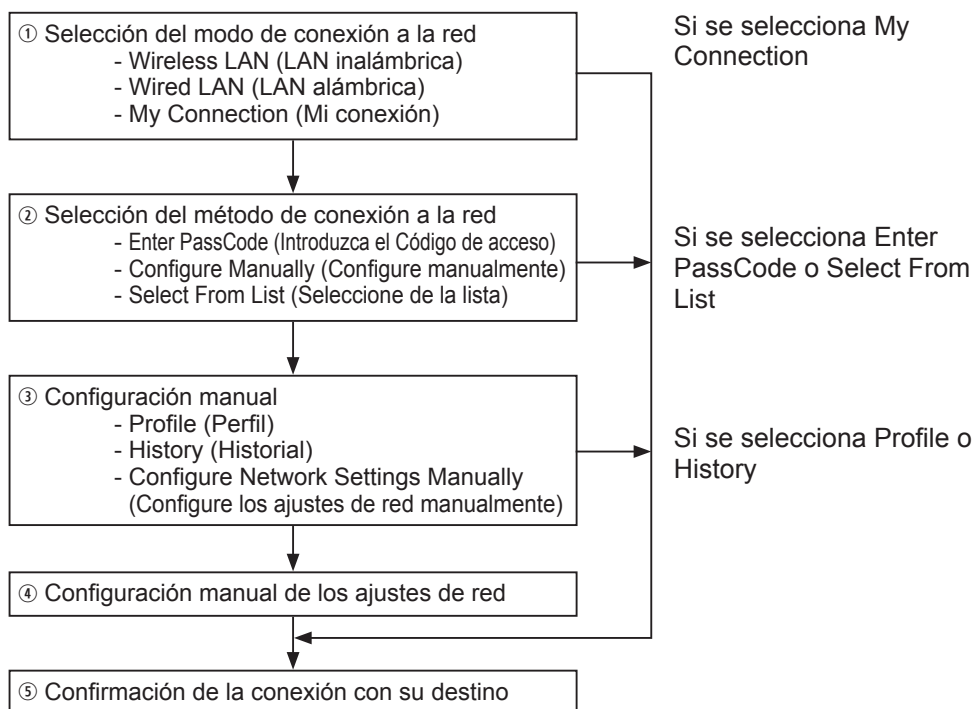 ① Selección del modo de conexión a la red
- Wireless LAN (LAN inalámbrica)
- Wired LAN (LAN alámbrica)
- My Connection (Mi conexión)
Si se selecciona My
Connection
② Selección del método de conexión a la red
- Enter PassCode (Introduzca el Código de acceso)
- Configure Manually (Configure manualmente)
- Select From List (Seleccione de la lista)
Si se selecciona Enter
PassCode o Select From
List
③ Configuración manual
- Profile (Perfil)
- History (Historial)
- Configure Network Settings Manually
(Configure los ajustes de red manualmente)
Si se selecciona Profile o
History
④ Configuración manual de los ajustes de red
⑤ Confirmación de la conexión con su destino